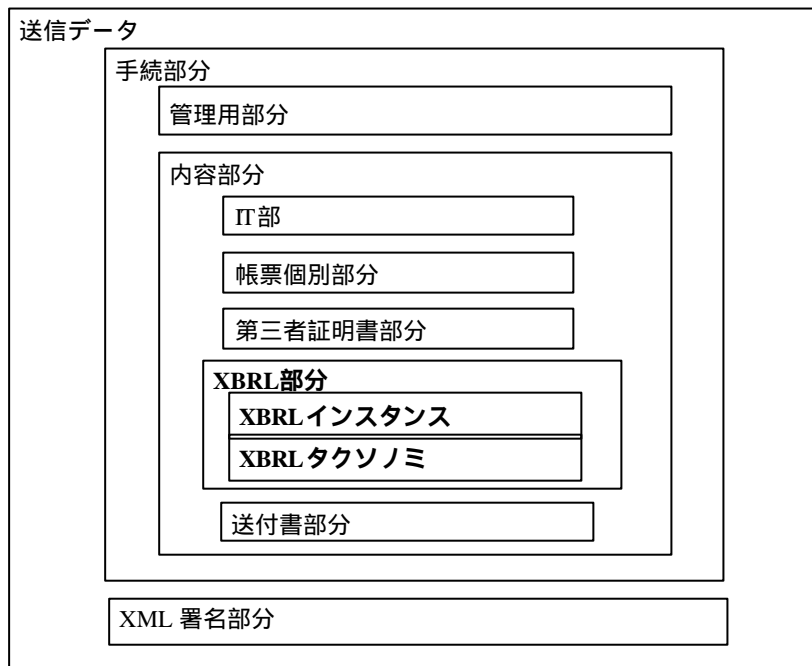 送信データ
手続部分
管理用部分
内容部分
IT部
帳票個別部分
第三者証明書部分
XBRL部分
XBRLインスタンス
XBRLタクソノミ
送付書部分
XML 署名部分